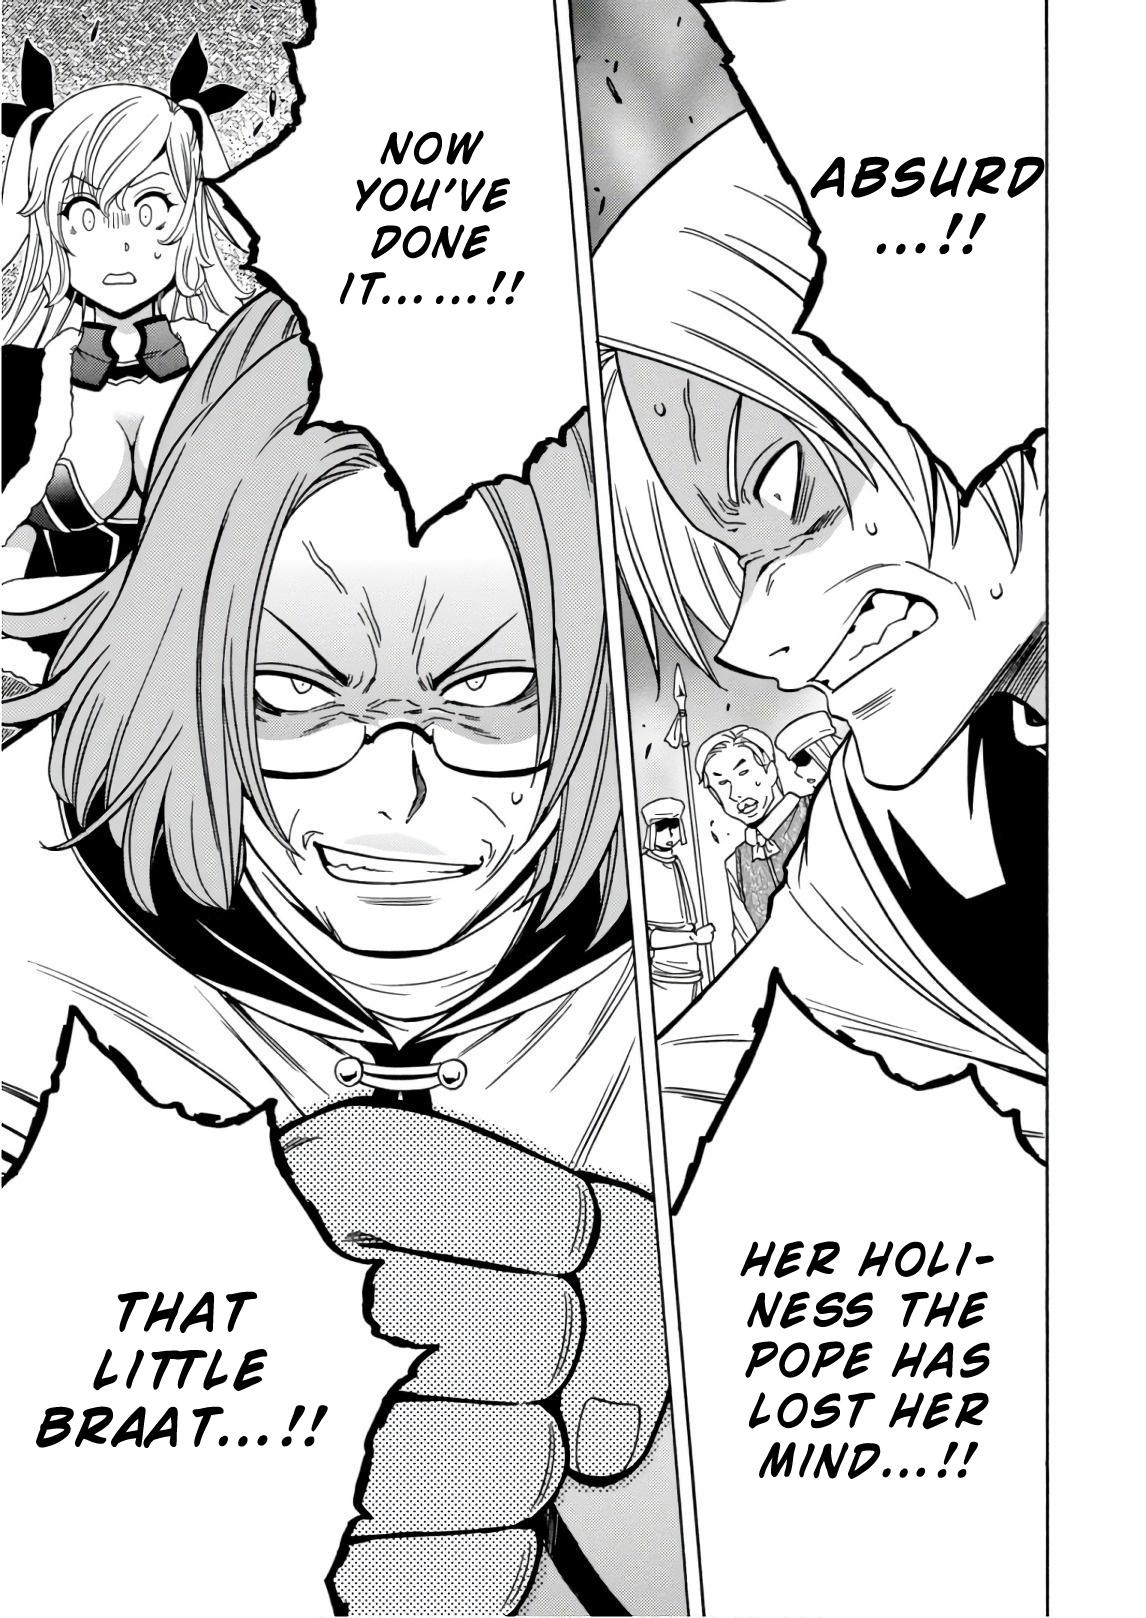 ABSURD
...!!
HER HOLI-
NESS THE
POPE HAS
LOST HER
MIND...!!
NOW
YOU'VE
DONE
IT......!!
THAT
LITTLE
BRAAT...!!